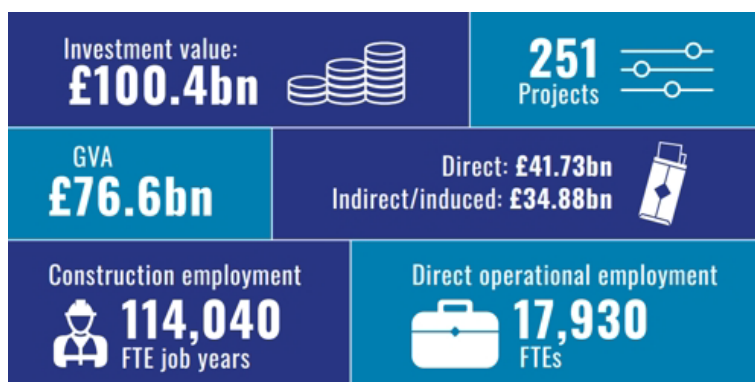 Investment value:
£100.4bn
251
Projects
GVA
£76.6bn
Direct: £41.73bn
Indirect/induced: £34.88bn
Construction employment
114,040
FTE job years
Direct operational employment
17,930
FTEs